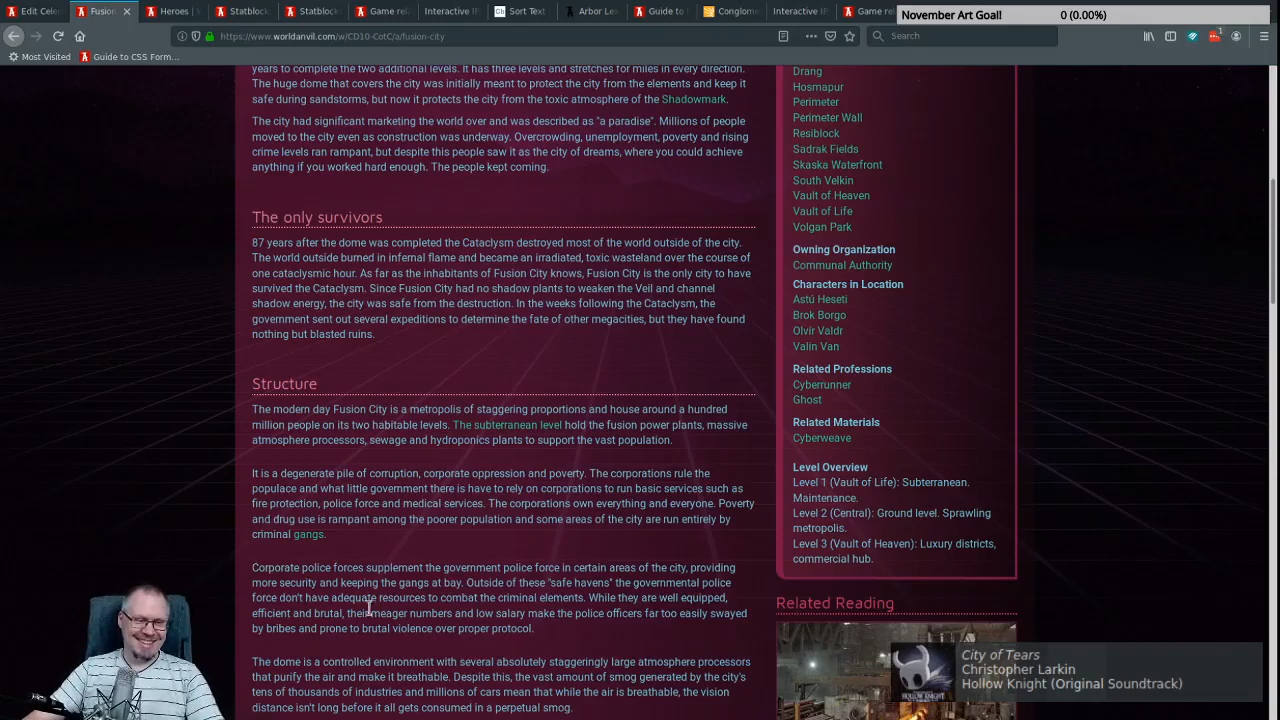 Edit Cele
Fusion
Heroes | W
Statblock
Statblock
Game rel
Interactive IF
Sort Text
Arbor Le
Guide to F
Conglom
Interactive IF
Game re
November Art Goal! 0 (0.00%)
https://www.worldanvil.com/w/CD10-CotC/a/fusion-city
Search
1
Most Visited
Guide to CSS Form...
years to complete the two additional levels. It has three levels and stretches for miles in every direction.
The huge dome that covers the city was initially meant to protect the city from the elements and keep it
safe during sandstorms, but now it protects the city from the toxic atmosphere of the
Shadowmark.
The city had significant marketing the world over and was described as "a paradise". Millions of people
moved to the city even as construction was underway. Overcrowding, unemployment, poverty and rising
crime levels ran rampant, but despite this people saw it as the city of dreams, where you could achieve
anything if you worked hard enough. The people kept coming.
The only survivors
87 years after the dome was completed the Cataclysm destroyed most of the world outside of the city.
The world outside burned in infernal flame and became an irradiated, toxic wasteland over the course of
one cataclysmic hour. As far as the inhabitants of Fusion City knows, Fusion City is the only city to have
survived the Cataclysm. Since Fusion City had no shadow plants to weaken the Veil and channel
shadow energy, the city was safe from the destruction. In the weeks following the Cataclysm, the
government sent out several expeditions to determine the fate of other megacities, but they have found
nothing but blasted ruins.
Structure
The modern day Fusion City is a metropolis of staggering proportions and house around a hundred
million people on its two habitable levels. The subterranean level hold the fusion power plants, massive
atmosphere processors, sewage and hydroponics plants to support the vast population.
It is a degenerate pile of corruption, corporate oppression and poverty. The corporations rule the
populace and what little government there is have to rely on corporations to run basic services such as
fire protection, police force and medical services. The corporations own everything and everyone. Poverty
and drug use is rampant among the poorer population and some areas of the city are run entirely by
criminal gangs.
Corporate police forces supplement the government police force in certain areas of the city, providing
more security and keeping the gangs at bay. Outside of these "safe havens" the governmental police
force don't have adequate resources to combat the criminal elements. While they are well equipped,
efficient and brutal, their meager numbers and low salary make the police officers far too easily swayed
by bribes and prone to brutal violence over proper protocol.
The dome is a controlled environment with several absolutely staggeringly large atmosphere processors
that purify the air and make it breathable. Despite this, the vast amount of smog generated by the city's
tens of thousands of industries and millions of cars mean that while the air is breathable, the vision
distance isn't long before it all gets consumed in a perpetual smog.
Drang
Hosmapur
Perimeter
Perimeter Wall
Resiblock
Sadrak Fields
Skaska Waterfront
South Velkin
Vault of Heaven
Vault of Life
Volgan Park
Owning Organization
Communal Authority
Characters in Location
Astú Heseti
Brok Borgo
Olvir Valdr
Valin Van
Related Professions
Cyberrunner
Ghost
Related Materials
Cyberweave
Level Overview
Level 1 (Vault of Life): Subterranean.
Maintenance.
Level 2 (Central): Ground level. Sprawling
metropolis.
Level 3 (Vault of Heaven): Luxury districts,
commercial hub.
Related Reading
City of Tears
Christopher Larkin
Hollow Knight (Original Soundtrack)
HOLLOW KNIGHT